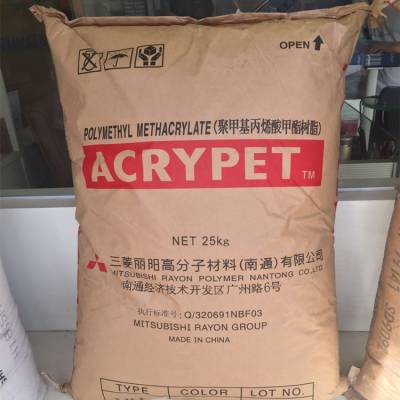 OPEN
POLYMETHYL METHACRYLATE(聚甲基丙烯酸甲酯树脂)
ACRYPET TM
NET 25kg
三菱丽阳高分子材料(南通)有限公司
MITSUBISHI RAYON POLYMER NANTONG CO.LTD
南通经济技术开发区广州路6号
执行标准号: Q/320691NBF03
MITSUBISHI RAYON GROUP
MADE IN CHINA
TYPE COLOR LOT NO.